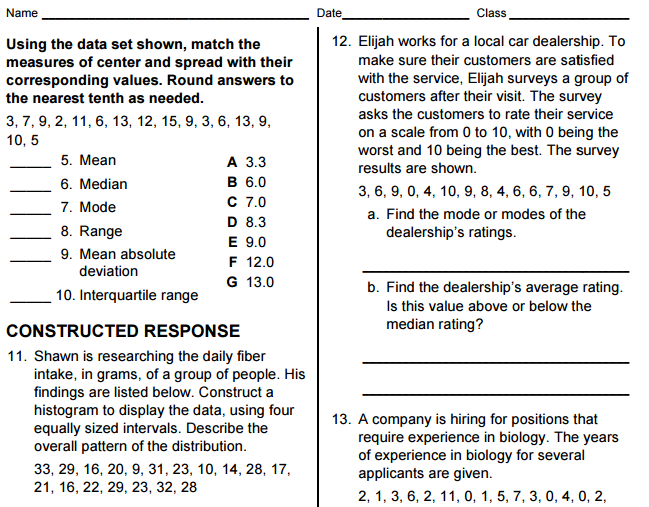 Name
Date
Class
Using the data set shown, match the
measures of center and spread with their
corresponding values. Round answers to
the nearest tenth as needed.
3, 7, 9, 2, 11, 6, 13, 12, 15, 9, 3, 6, 13, 9,
10, 5
5. Mean
6. Median
7. Mode
8. Range
9. Mean absolute
deviation
10. Interquartile range
A 3.3
B 6.0
C 7.0
D 8.3
E 9.0
F 12.0
G 13.0
CONSTRUCTED RESPONSE
11. Shawn is researching the daily fiber
intake, in grams, of a group of people. His
findings are listed below. Construct a
histogram to display the data, using four
equally sized intervals. Describe the
overall pattern of the distribution.
33, 29, 16, 20, 9, 31, 23, 10, 14, 28, 17,
21, 16, 22, 29, 23, 32, 28
12. Elijah works for a local car dealership. To
make sure their customers are satisfied
with the service, Elijah surveys a group of
customers after their visit. The survey
asks the customers to rate their service
on a scale from 0 to 10, with 0 being the
worst and 10 being the best. The survey
results are shown.
3, 6, 9, 0, 4, 10, 9, 8, 4, 6, 6, 7, 9, 10, 5
a. Find the mode or modes of the
dealership's ratings.
b. Find the dealership's average rating.
Is this value above or below the
median rating?
13. A company is hiring for positions that
require experience in biology. The years
of experience in biology for several
applicants are given.
2, 1, 3, 6, 2, 11, 0, 1, 5, 7, 3, 0, 4, 0, 2,